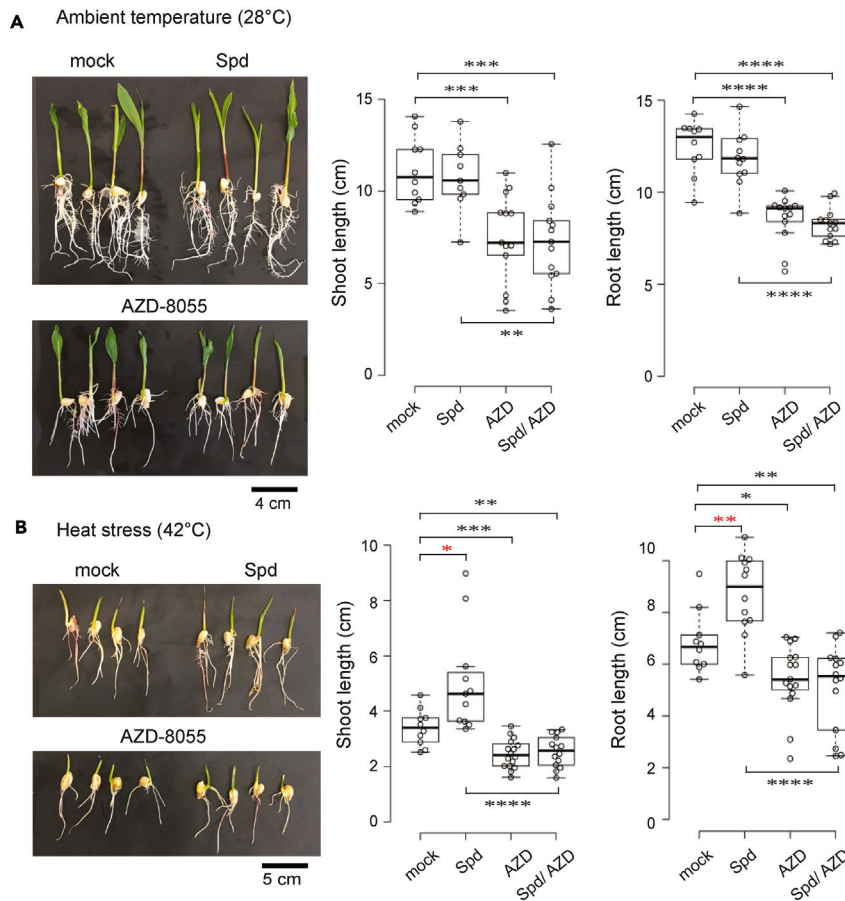 A Ambient temperature (28°C)
mock Spd
AZD-8055
4 cm
*** 
***
15
10
5
0
Shoot length (cm)
**
mock Spd AZD Spd/ AZD
****
****
15
10
5
0
Root length (cm)
****
mock Spd AZD Spd/ AZD
B Heat stress (42°C)
mock Spd
AZD-8055
5 cm
**
***
*
10
8
6
4
2
0
Shoot length (cm)
****
mock Spd AZD Spd/ AZD
**
*
**
10
8
6
4
2
0
Root length (cm)
****
mock Spd AZD Spd/ AZD